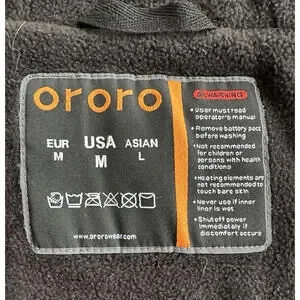 ororo
EUR USA ASIAN
M M L
www.ororowear.com
WARNING
• User must read
operator's manual
• Remove battery pack
before washing
• Not recommended
for children or
persons with health
conditions
• Heating elements are
not recommended to
touch bare skin
• Never use if inner
liner is wet
• Shut off power
immediately if
discomfort occurs